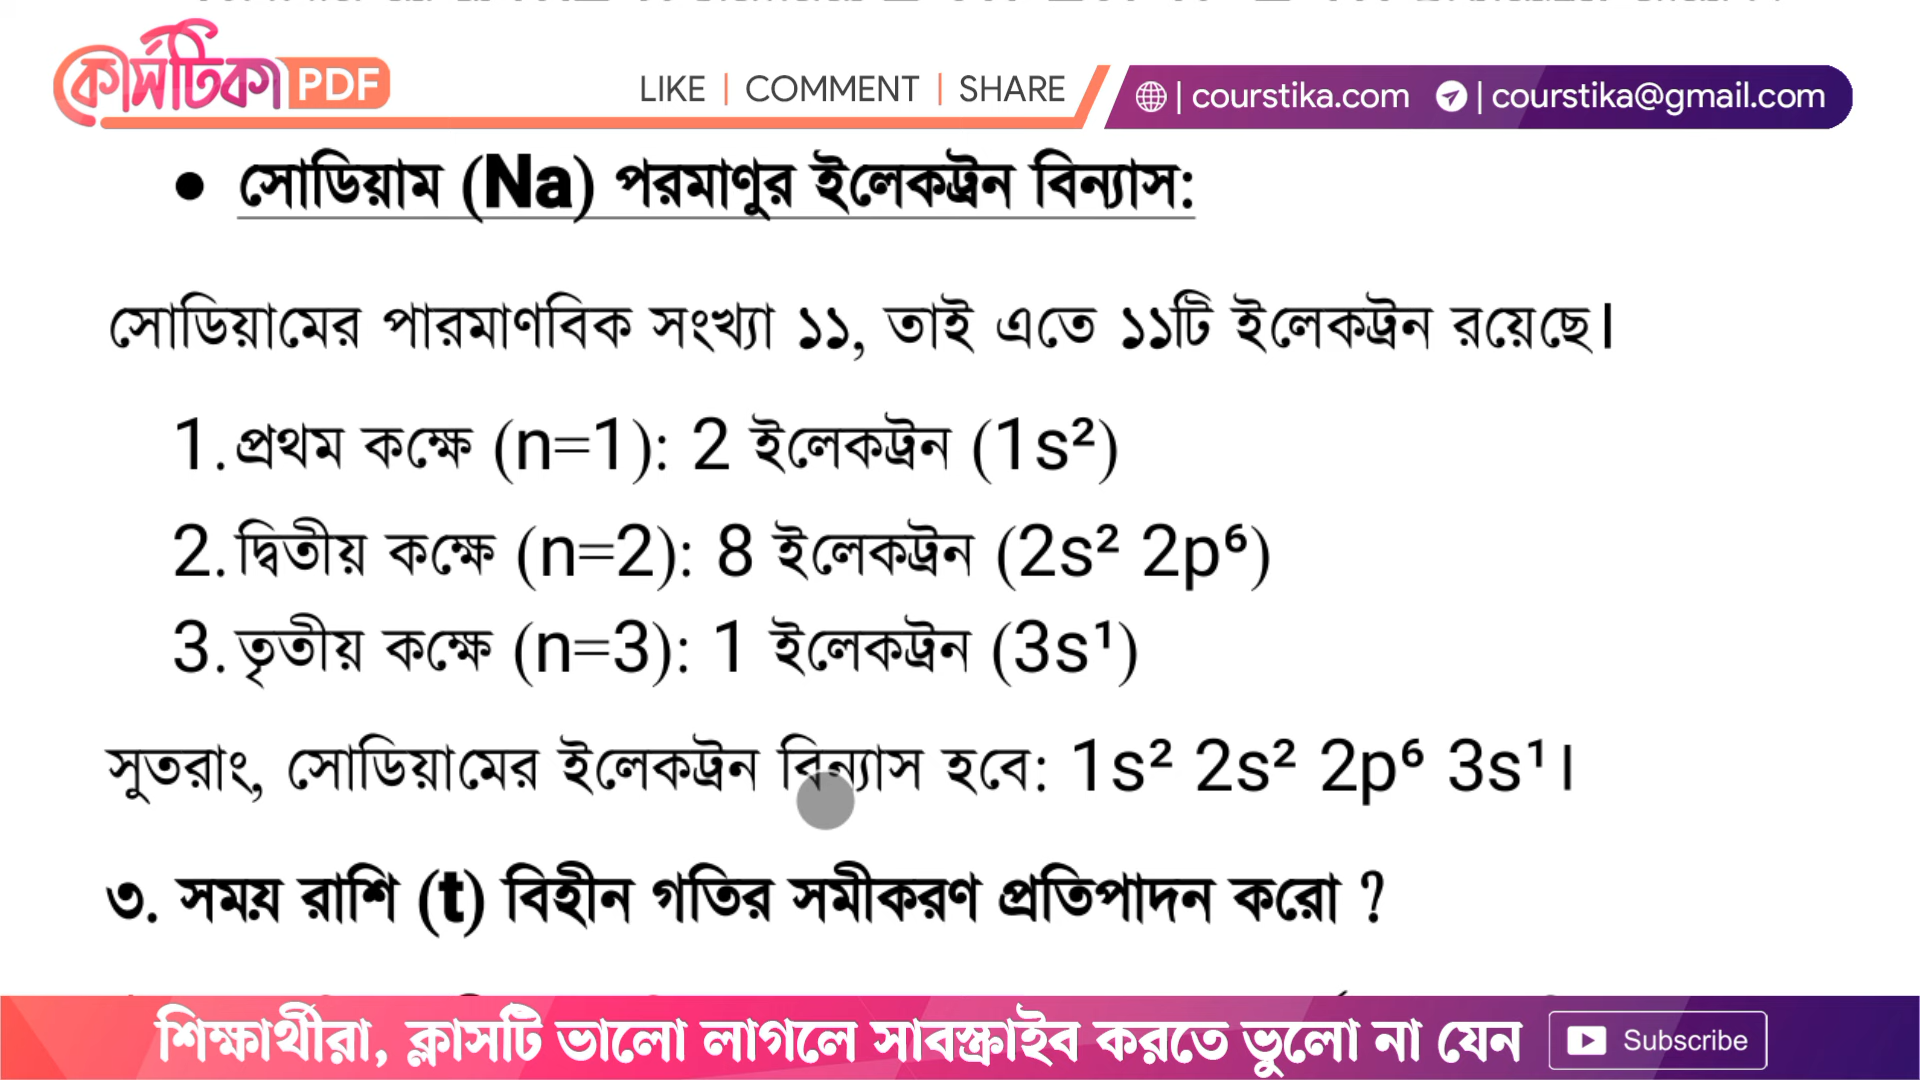 কোর্সটিকা PDF
LIKE | COMMENT | SHARE
| courstika.com | courstika@gmail.com
● সোডিয়াম (Na) পরমাণুর ইলেকট্রন বিন্যাস:
সোডিয়ামের পারমাণবিক সংখ্যা ১১, তাই এতে ১১টি ইলেকট্রন রয়েছে।
1. প্রথম কক্ষে (n=1): 2 ইলেকট্রন (1s²)
2. দ্বিতীয় কক্ষে (n=2): 8 ইলেকট্রন (2s² 2p⁶)
3. তৃতীয় কক্ষে (n=3): 1 ইলেকট্রন (3s¹)
সুতরাং, সোডিয়ামের ইলেকট্রন বিন্যাস হবে: 1s² 2s² 2p⁶ 3s¹।
৩. সময় রাশি (t) বিহীন গতির সমীকরণ প্রতিপাদন করো ?
শিক্ষার্থীরা, ক্লাসটি ভালো লাগলে সাবস্ক্রাইব করতে ভুলো না যেন
Subscribe